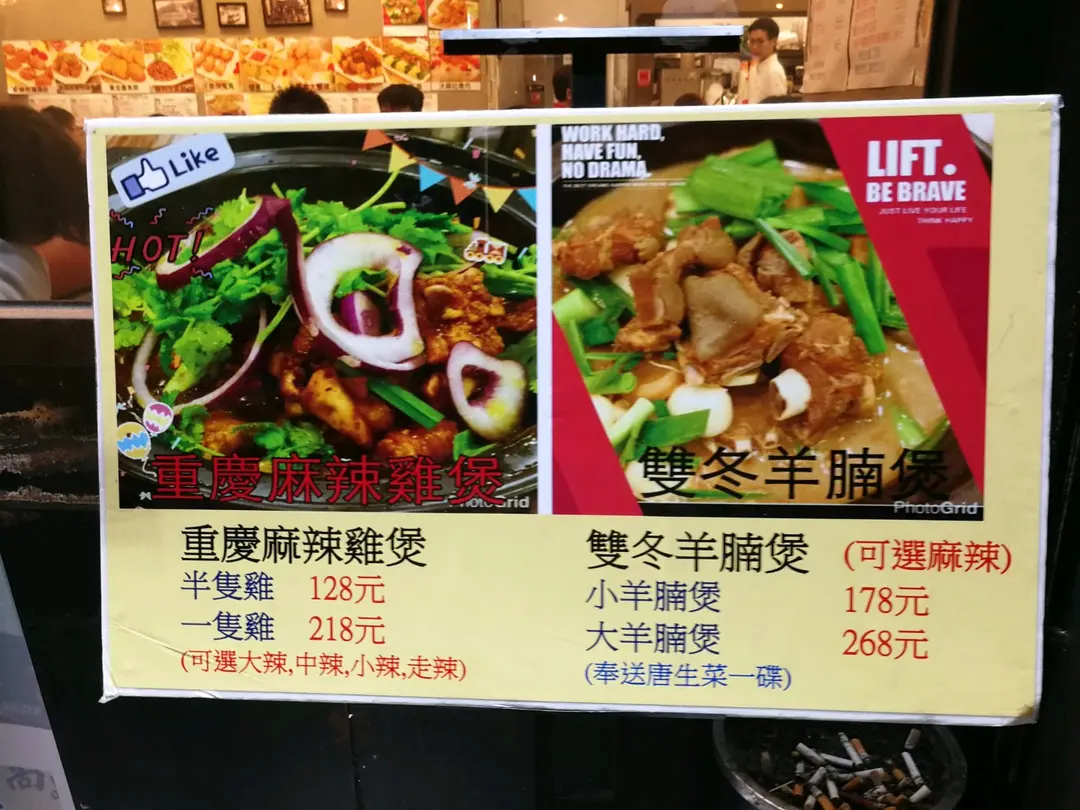 Like
HOT!
重慶麻辣雞煲
PhotoGrid
WORK HARD,
HAVE FUN,
NO DRAMA.
LIFT.
BE BRAVE
JUST LIVE YOUR LIFE
THINK HAPPY
雙冬羊腩煲
PhotoGrid
重慶麻辣雞煲
半隻雞 128元
一隻雞 218元
(可選大辣,中辣,小辣,走辣)
雙冬羊腩煲 (可選麻辣)
小羊腩煲 178元
大羊腩煲 268元
(奉送唐生菜一碟)